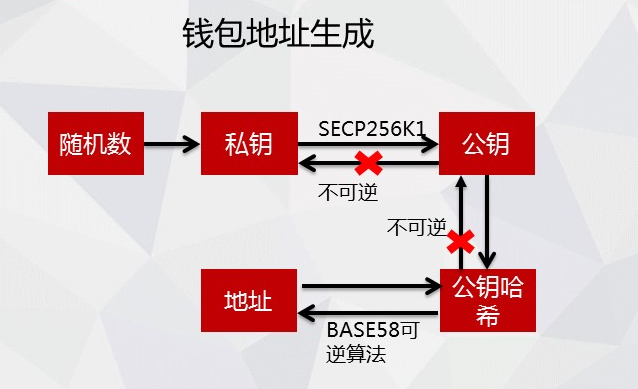 钱包地址生成
随机数
私钥
SECP256K1
公钥
不可逆
不可逆
地址
公钥哈
希
BASE58可
逆算法